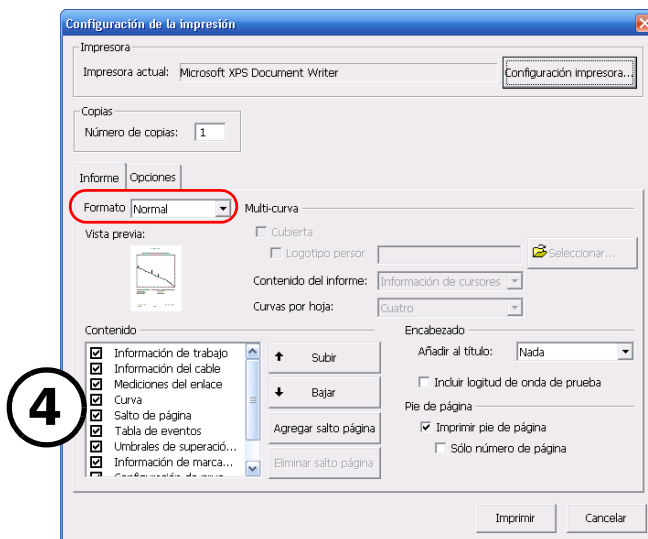 Configuración de la impresión
Impresora
Impresora actual: Microsoft XPS Document Writer
Configuración impresora...
Copias
Número de copias: 1
Informe Opciones
Formato Normal
Multi-curva
Vista previa:
Cubierta
Logotipo persor
Seleccionar...
Contenido del informe: Información de cursores
Curvas por hoja: Cuatro
Contenido
Encabezado
Información de trabajo
Información del cable
Mediciones del enlace
Curva
Salto de página
Tabla de eventos
Umbrales de superació...
Información de marca...
Subir
Bajar
Agregar salto página
Eliminar salto página
Añadir al título: Nada
Incluir logitud de onda de prueba
Pie de página
Imprimir pie de página
Sólo número de página
4
Imprimir Cancelar